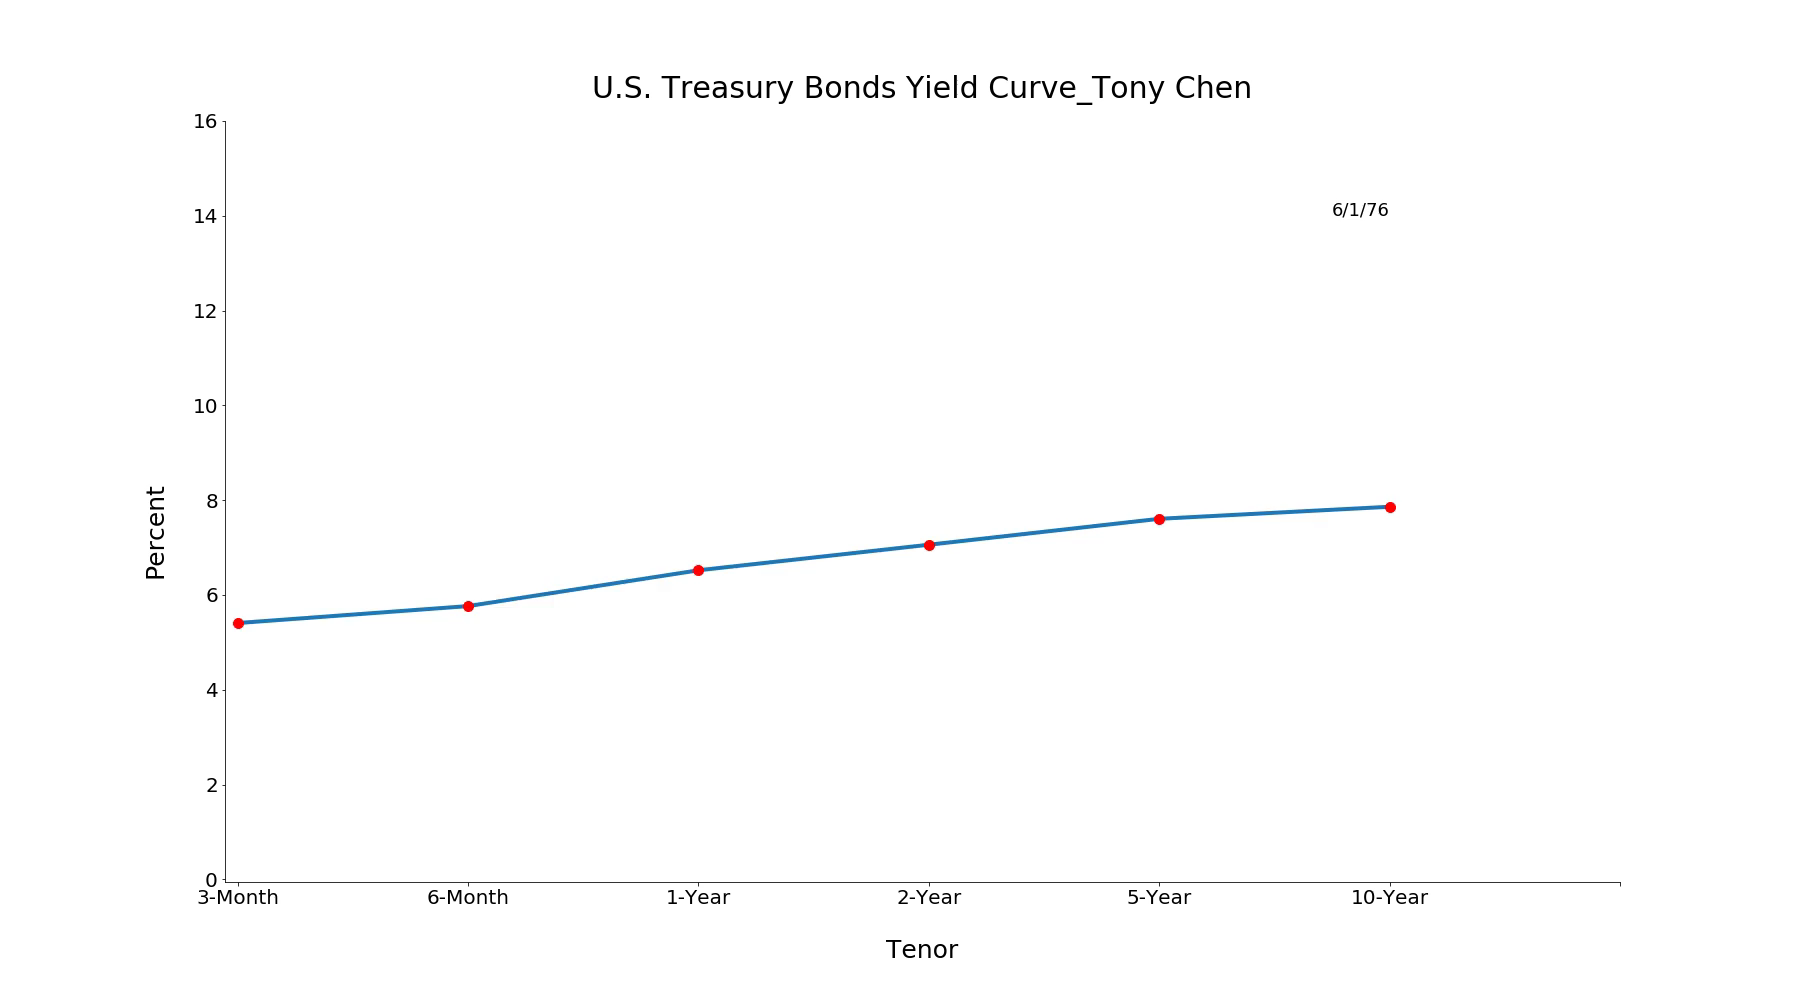 U.S. Treasury Bonds Yield Curve_Tony Chen
16
6/1/76
14
12
10
8
Percent
6
4
2
0
3-Month 6-Month 1-Year 2-Year 5-Year 10-Year
Tenor